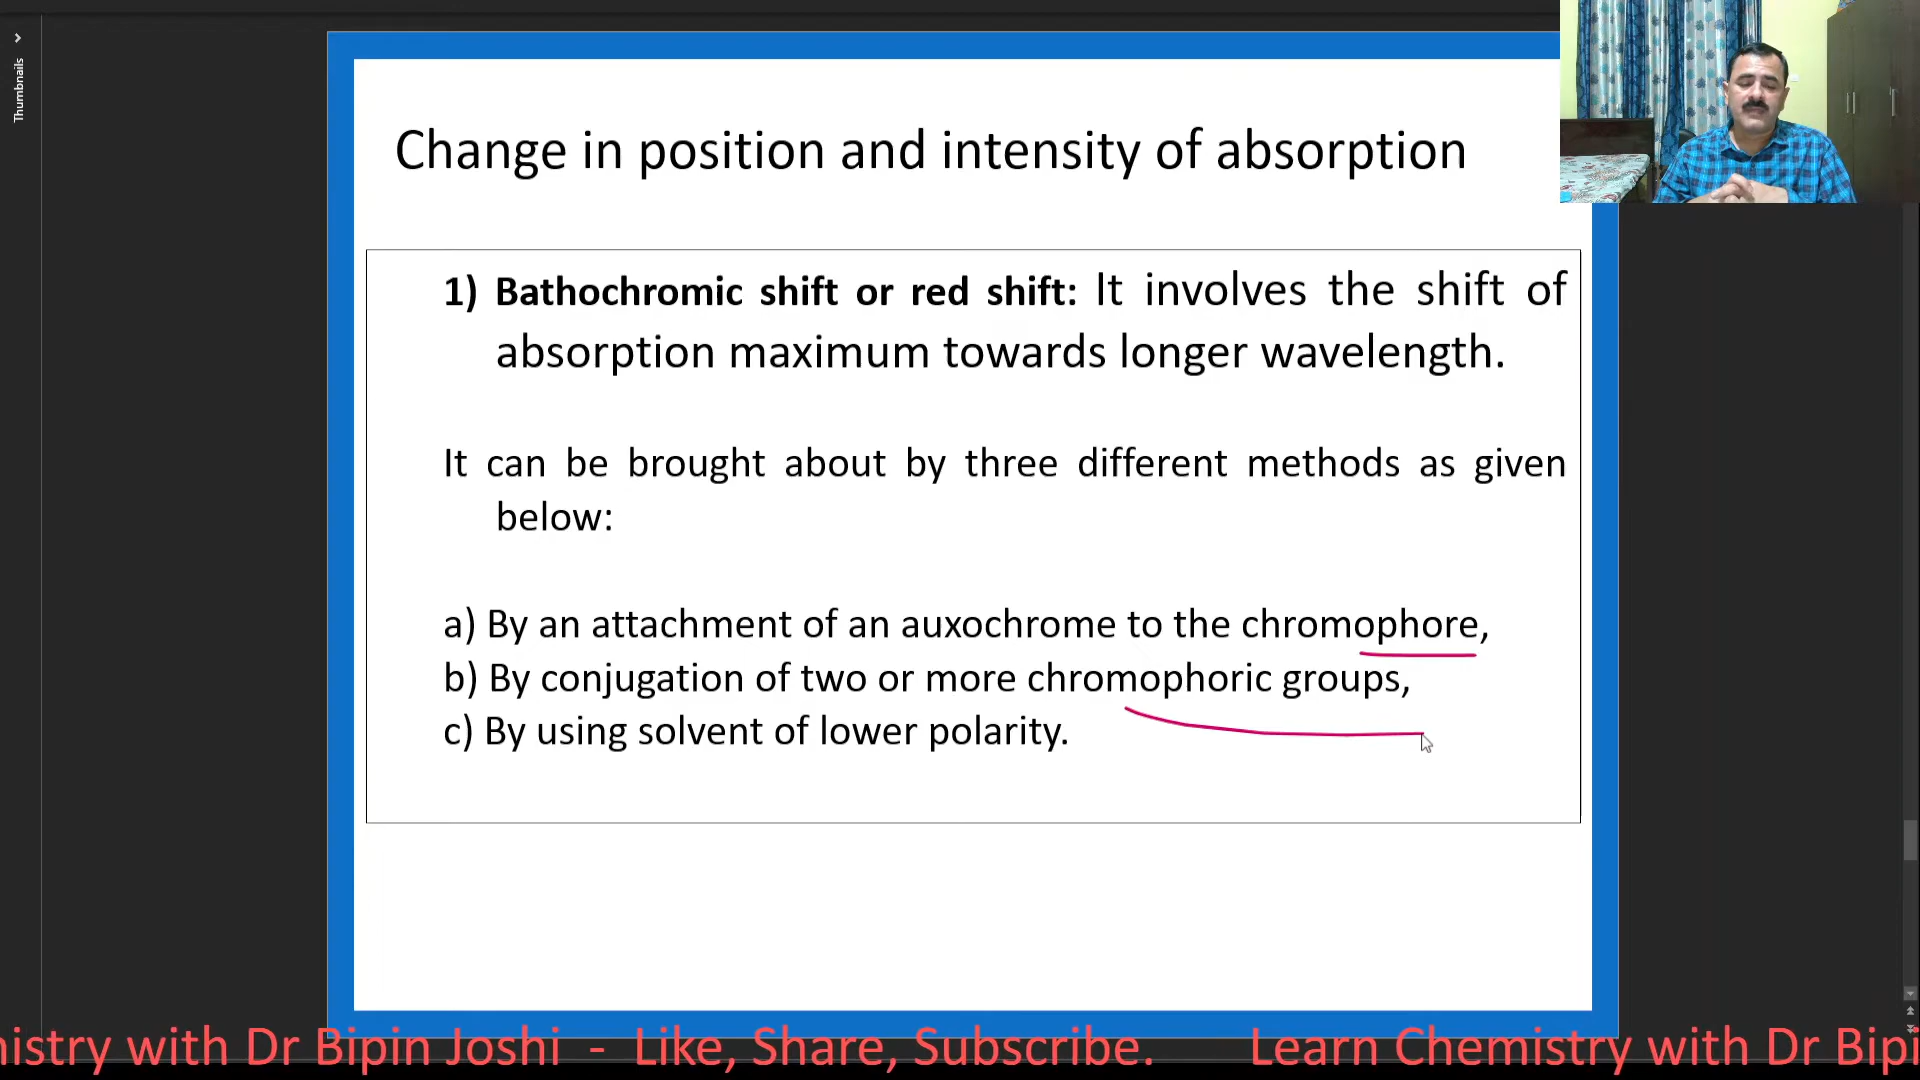 Thumbnails
Change in position and intensity of absorption
1) Bathochromic shift or red shift: It involves the shift of
absorption maximum towards longer wavelength.
It can be brought about by three different methods as given
below:
a) By an attachment of an auxochrome to the chromophore,
b) By conjugation of two or more chromophoric groups,
c) By using solvent of lower polarity.
nistry with Dr Bipin Joshi - Like, Share, Subscribe. Learn Chemistry with Dr Bipi